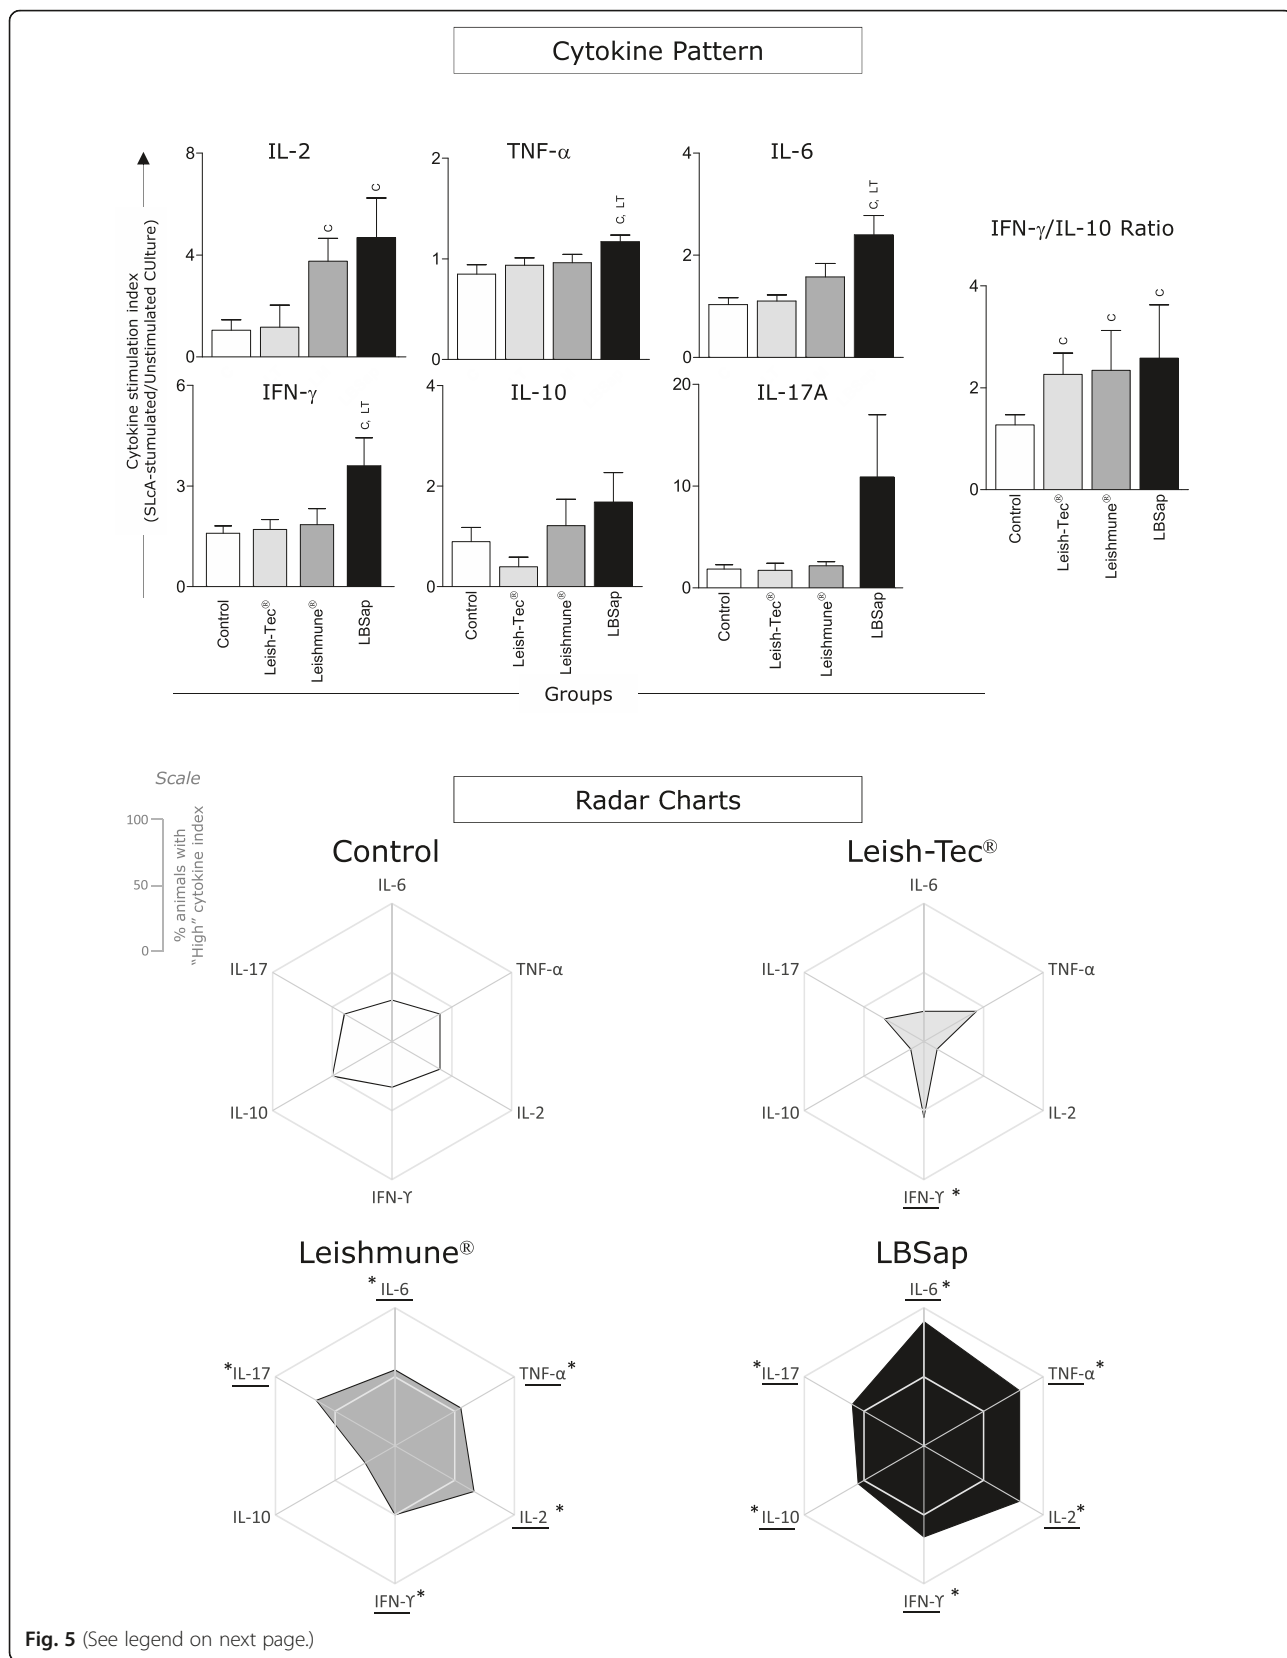 Cytokine Pattern
Cytokine stimulation index
(SLcA-stumulated/Unstimulated CUlture)
IL-2
8
4
0
C
C
TNF-α
2
1
0
C, LT
IL-6
4
2
0
C, LT
IFN-γ/IL-10 Ratio
4
2
0
C
C
C
Control
Leish-Tec®
Leishmune®
LBSap
IFN-γ
6
3
0
C, LT
Control
Leish-Tec®
Leishmune®
LBSap
IL-10
4
2
0
Control
Leish-Tec®
Leishmune®
LBSap
IL-17A
20
10
0
Control
Leish-Tec®
Leishmune®
LBSap
Groups
Radar Charts
Scale
100
50
0
% animals with
"High" cytokine index
Control
IL-6
IL-17
TNF-α
IL-10
IL-2
IFN-ϒ
Leish-Tec®
IL-6
IL-17
TNF-α
IL-10
IL-2
IFN-ϒ *
Leishmune®
* IL-6
*IL-17
TNF-α*
IL-10
IL-2 *
IFN-ϒ*
LBSap
IL-6*
*IL-17
TNF-α*
*IL-10
IL-2*
IFN-ϒ *
Fig. 5 (See legend on next page.)